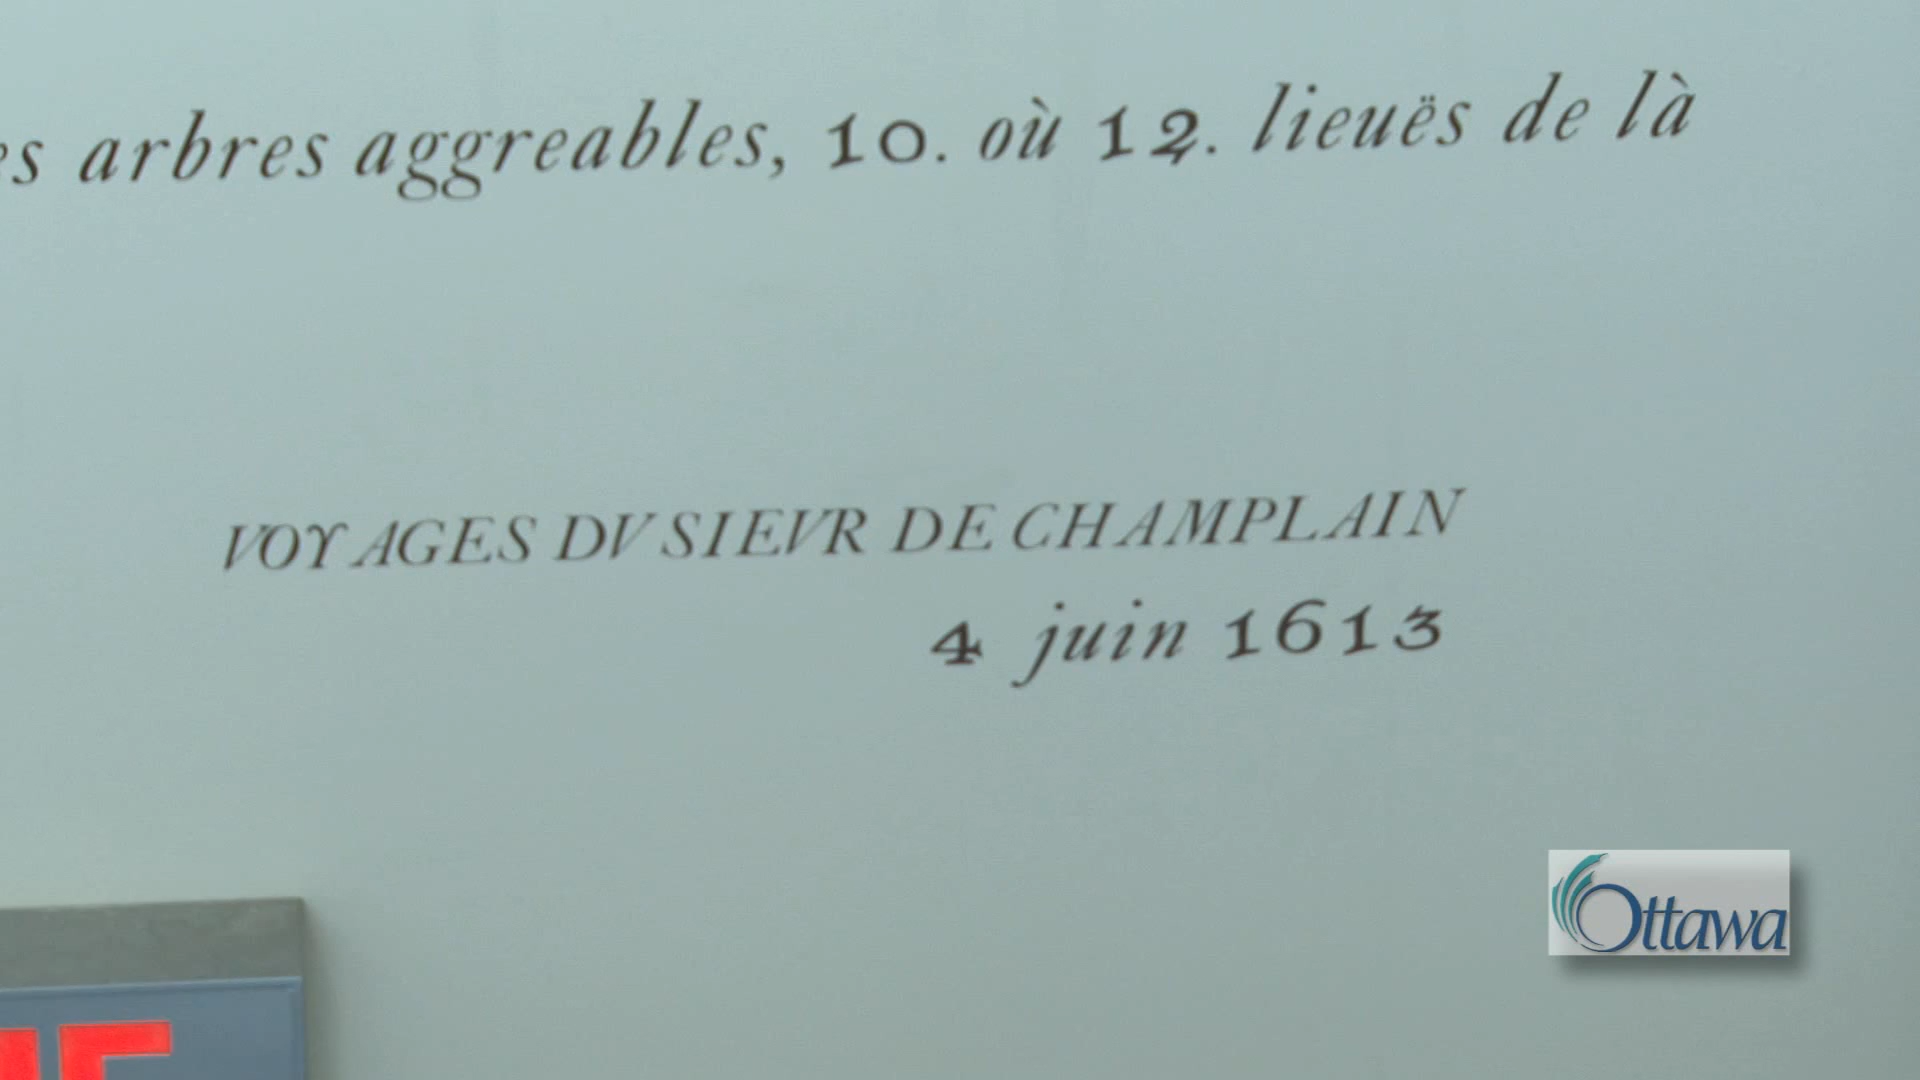 arbres aggreables, 10. où 12. lieuës de là
VOYAGES DV SIEVR DE CHAMPLAIN
4 juin 1613
Ottawa